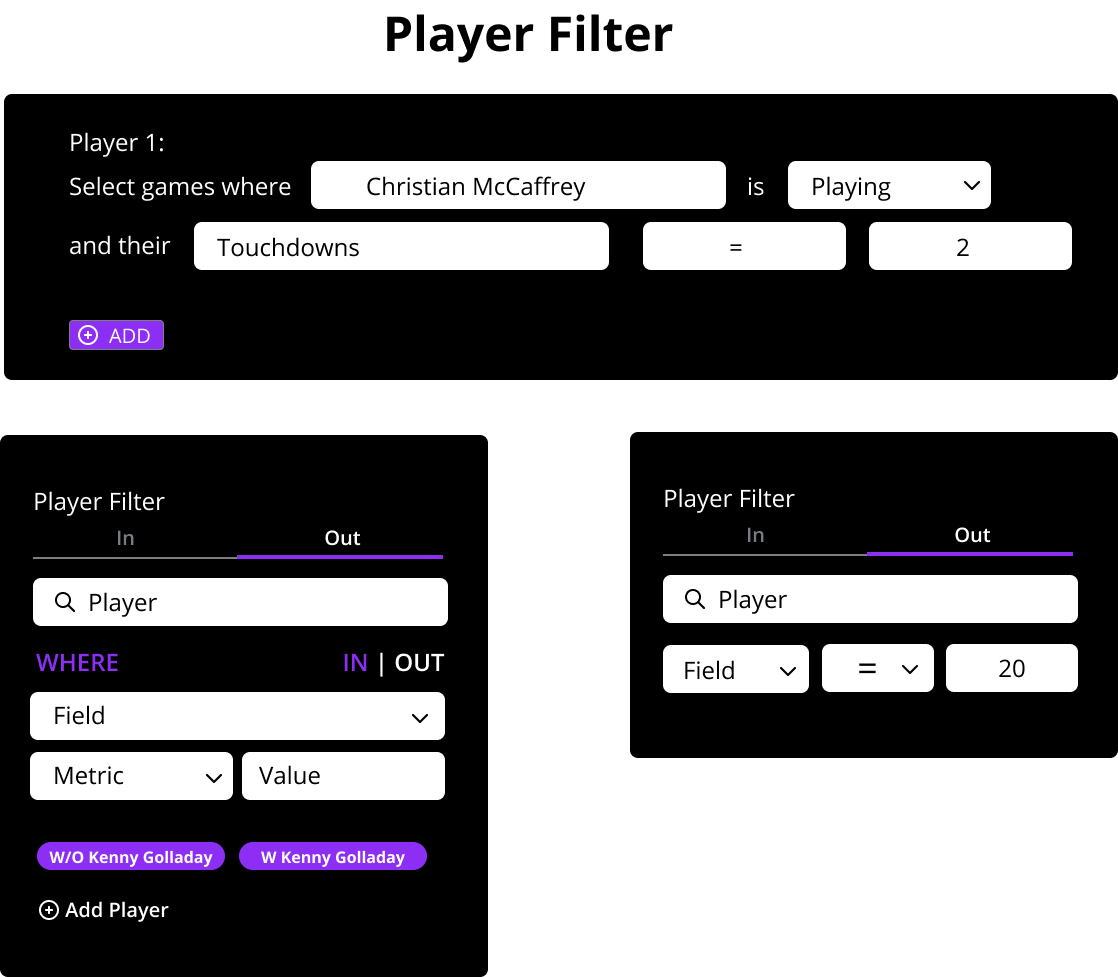 Player Filter
Player 1:
Select games where Christian McCaffrey is Playing
and their Touchdowns = 2
ADD
Player Filter
In Out
Player
WHERE IN | OUT
Field
Metric Value
W/O Kenny Golladay W Kenny Golladay
Add Player
Player Filter
In Out
Player
Field = 20